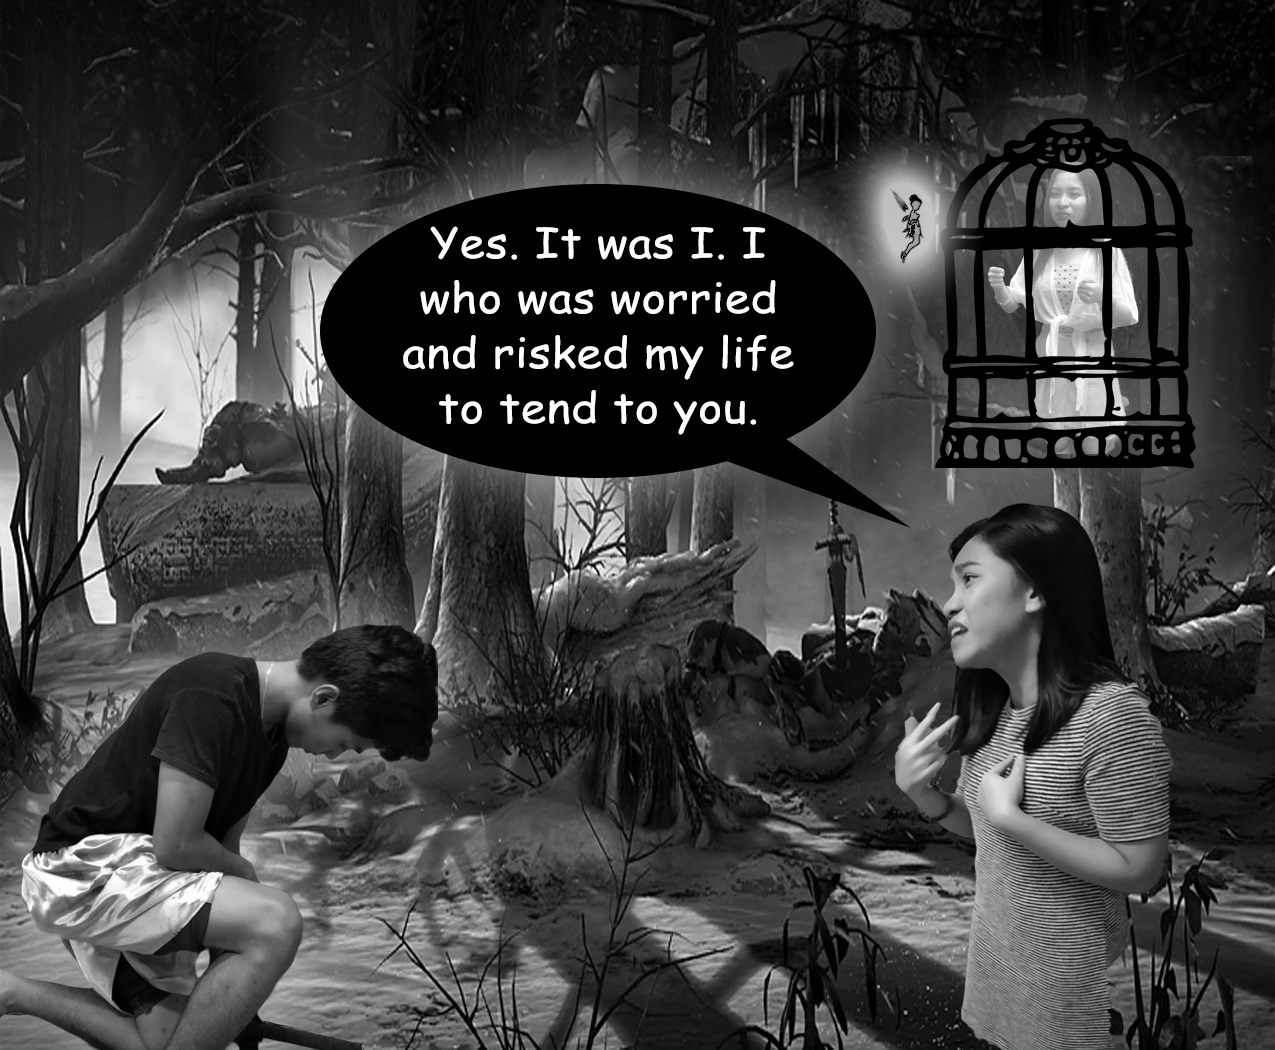 Yes. It was I. I
who was worried
and risked my life
to tend to you.